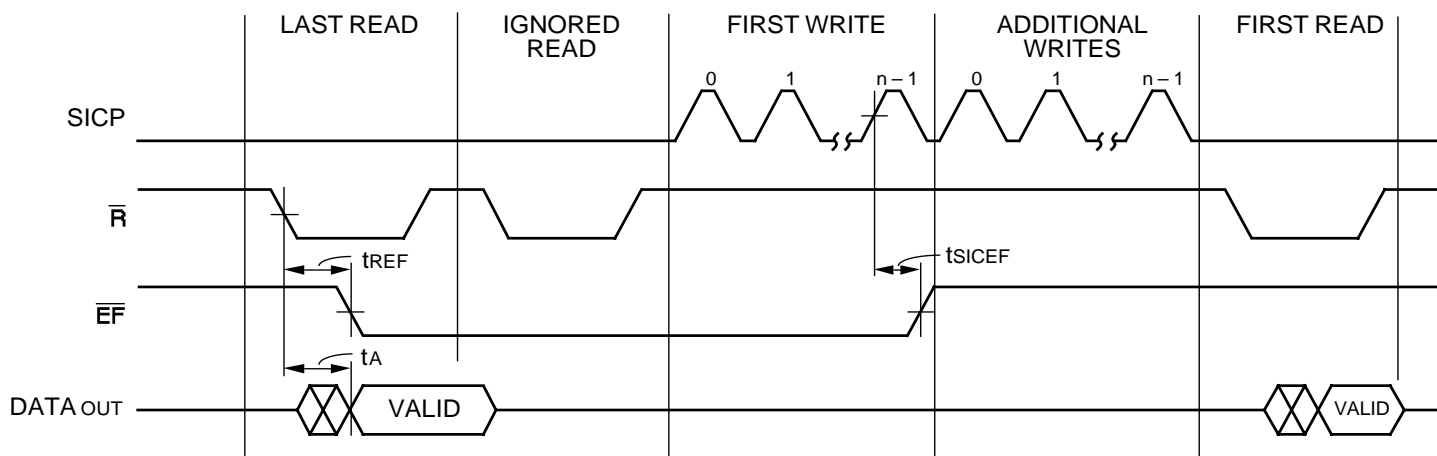 LAST READ
IGNORED
READ
FIRST WRITE
ADDITIONAL
WRITES
FIRST READ
0 1 n – 1 0 1 n – 1
SICP
R̅
tREF
tSICEF
E̅F̅
tA
DATA OUT
VALID
VALID